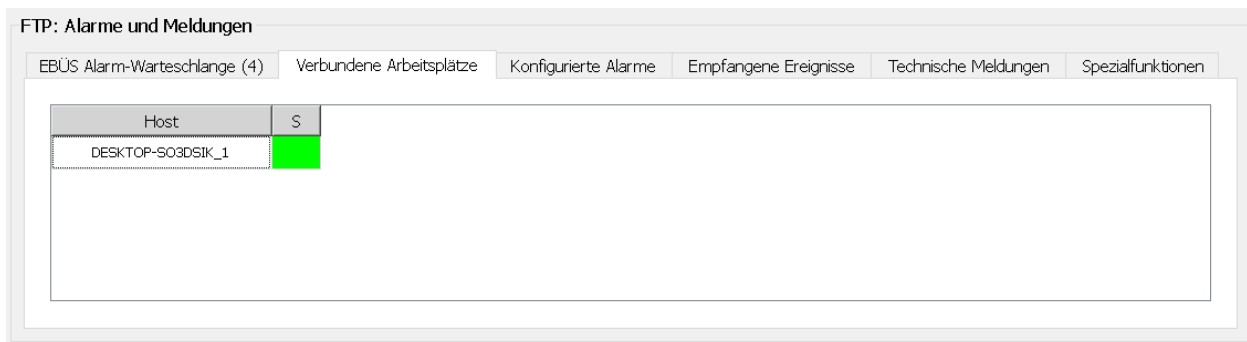 FTP: Alarme und Meldungen
EBÜS Alarm-Warteschlange (4) Verbundene Arbeitsplätze Konfigurierte Alarme Empfangene Ereignisse Technische Meldungen Spezialfunktionen
Host S
DESKTOP-SO3DSIK_1